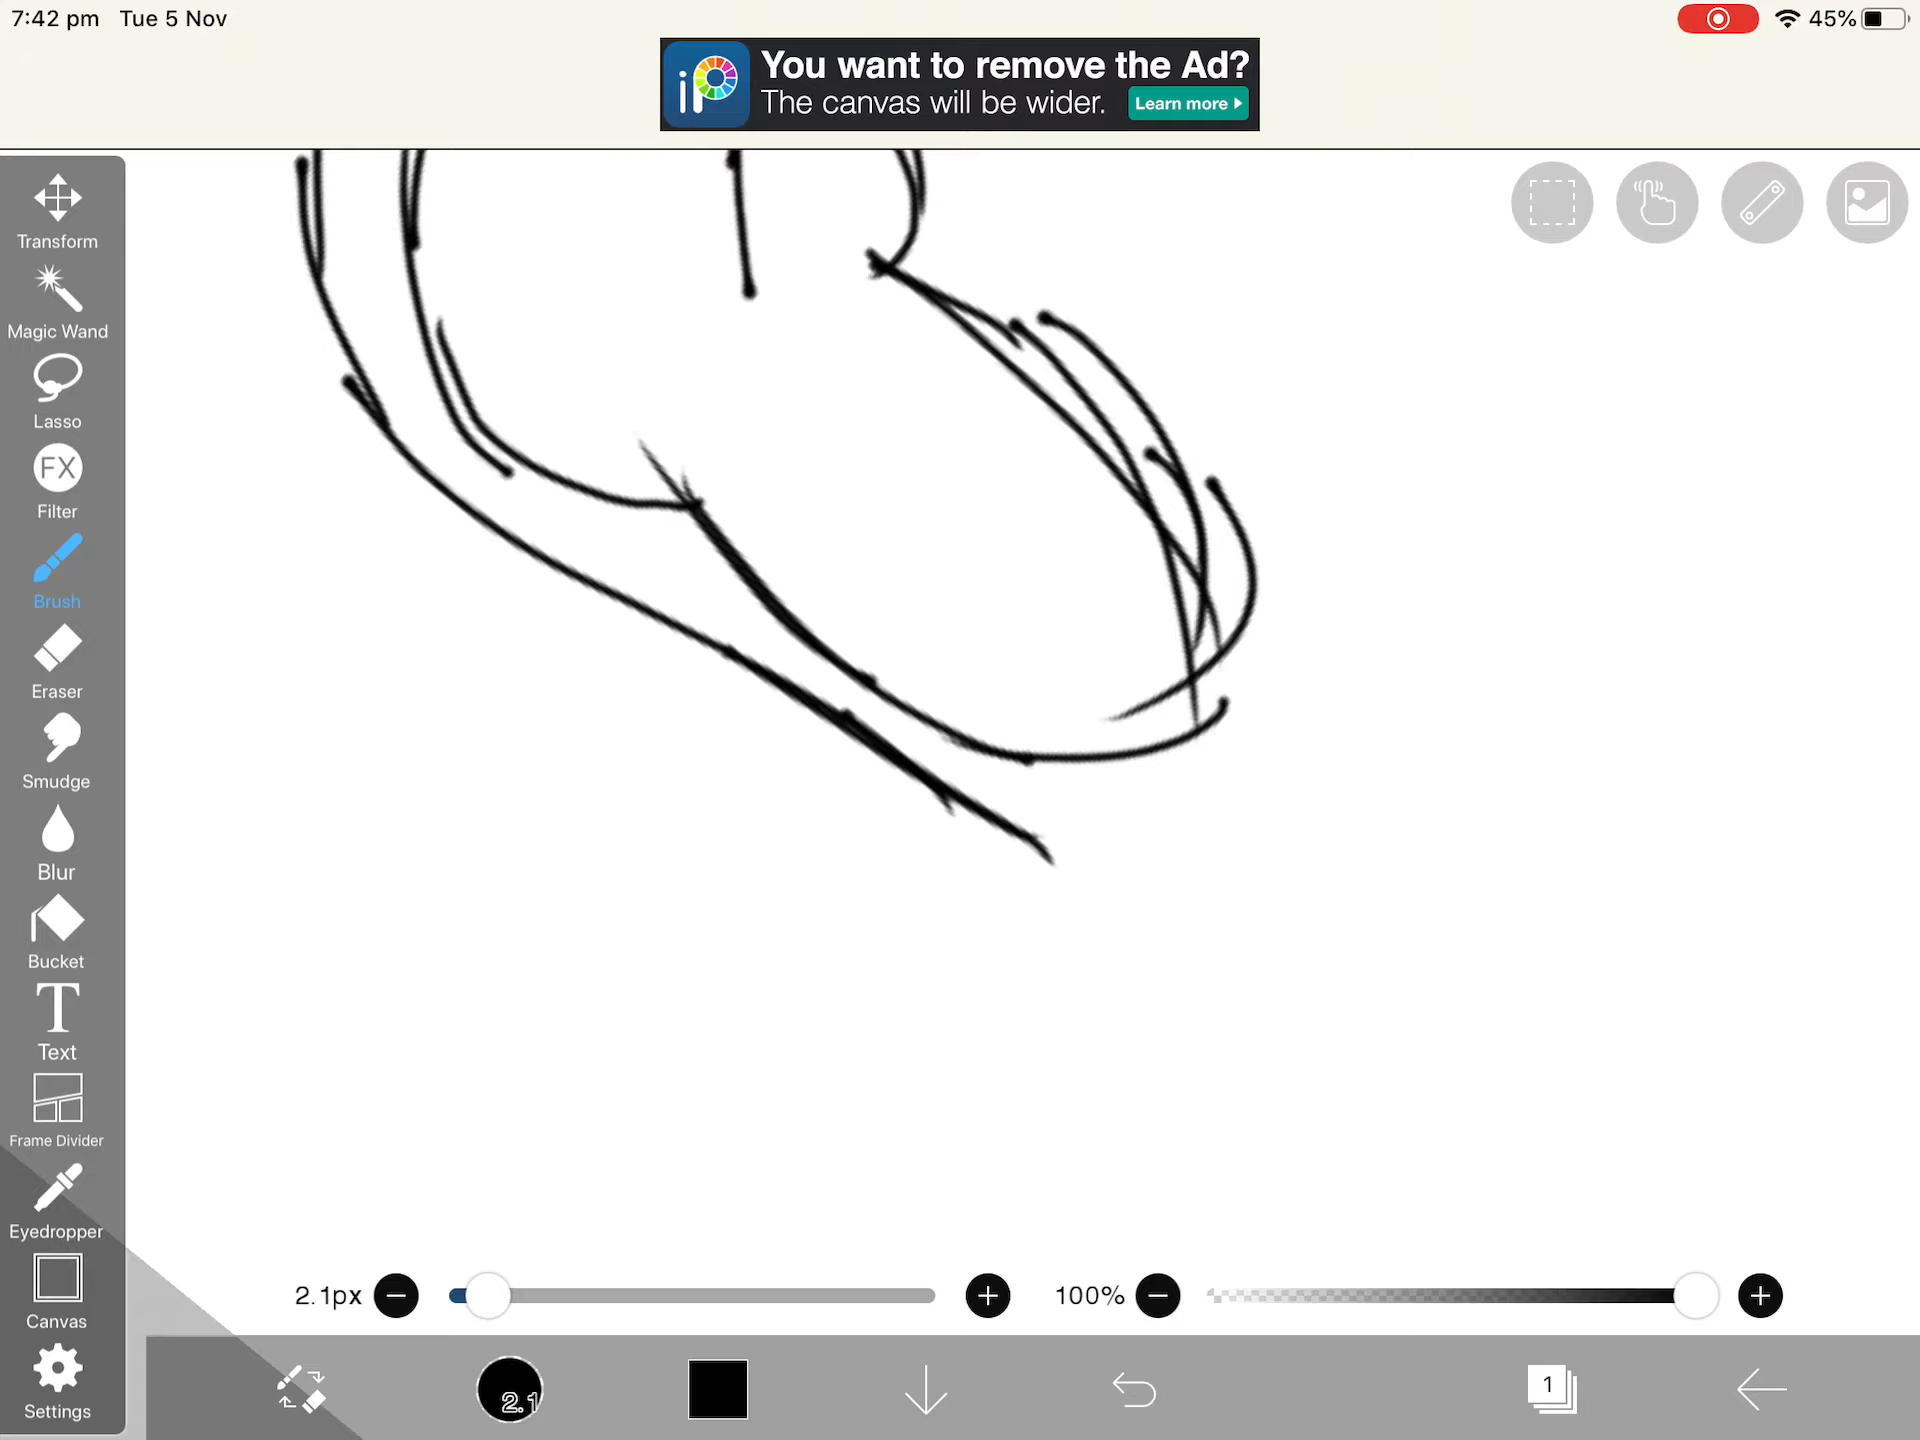 7:42 pm Tue 5 Nov
45%
iP
You want to remove the Ad?
The canvas will be wider.
Learn more
Transform
Magic Wand
Lasso
FX
Filter
Brush
Eraser
Smudge
Blur
Bucket
T
Text
Frame Divider
Eyedropper
Canvas
Settings
2.1px
100%
2.1
1